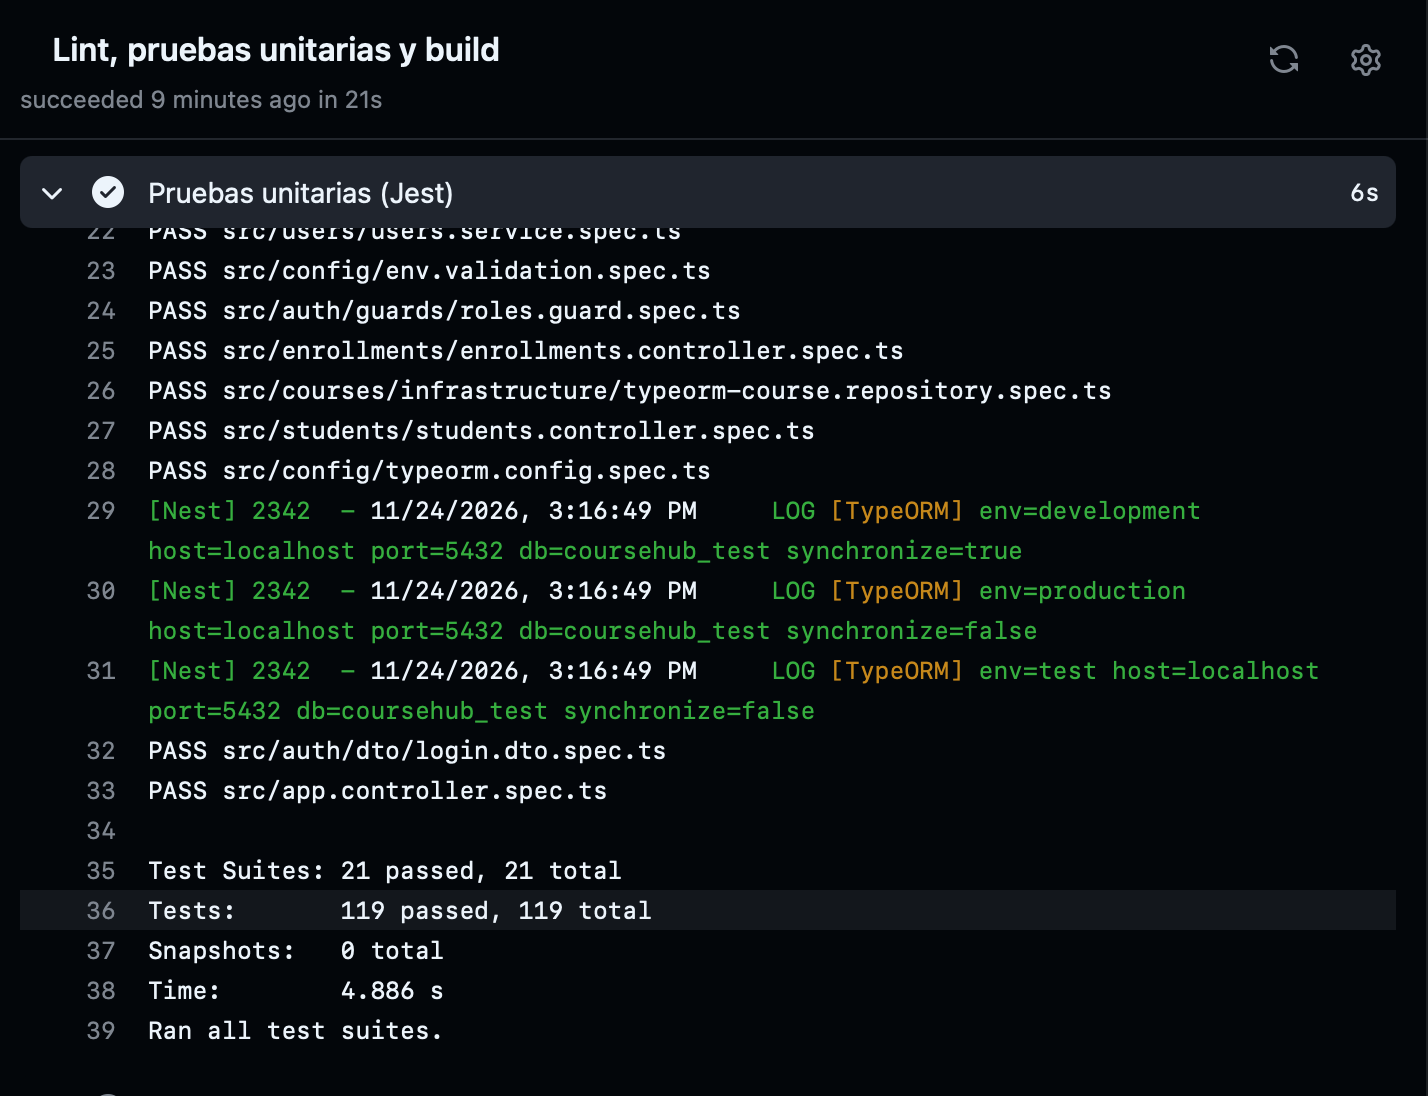 Lint, pruebas unitarias y build
succeeded 9 minutes ago in 21s
Pruebas unitarias (Jest) 6s
22 PASS src/users/users.service.spec.ts
23 PASS src/config/env.validation.spec.ts
24 PASS src/auth/guards/roles.guard.spec.ts
25 PASS src/enrollments/enrollments.controller.spec.ts
26 PASS src/courses/infrastructure/typeorm-course.repository.spec.ts
27 PASS src/students/students.controller.spec.ts
28 PASS src/config/typeorm.config.spec.ts
29 [Nest] 2342  - 11/24/2026, 3:16:49 PM     LOG [TypeORM] env=development
host=localhost port=5432 db=coursehub_test synchronize=true
30 [Nest] 2342  - 11/24/2026, 3:16:49 PM     LOG [TypeORM] env=production
host=localhost port=5432 db=coursehub_test synchronize=false
31 [Nest] 2342  - 11/24/2026, 3:16:49 PM     LOG [TypeORM] env=test host=localhost
port=5432 db=coursehub_test synchronize=false
32 PASS src/auth/dto/login.dto.spec.ts
33 PASS src/app.controller.spec.ts
34
35 Test Suites: 21 passed, 21 total
36 Tests:       119 passed, 119 total
37 Snapshots:   0 total
38 Time:        4.886 s
39 Ran all test suites.